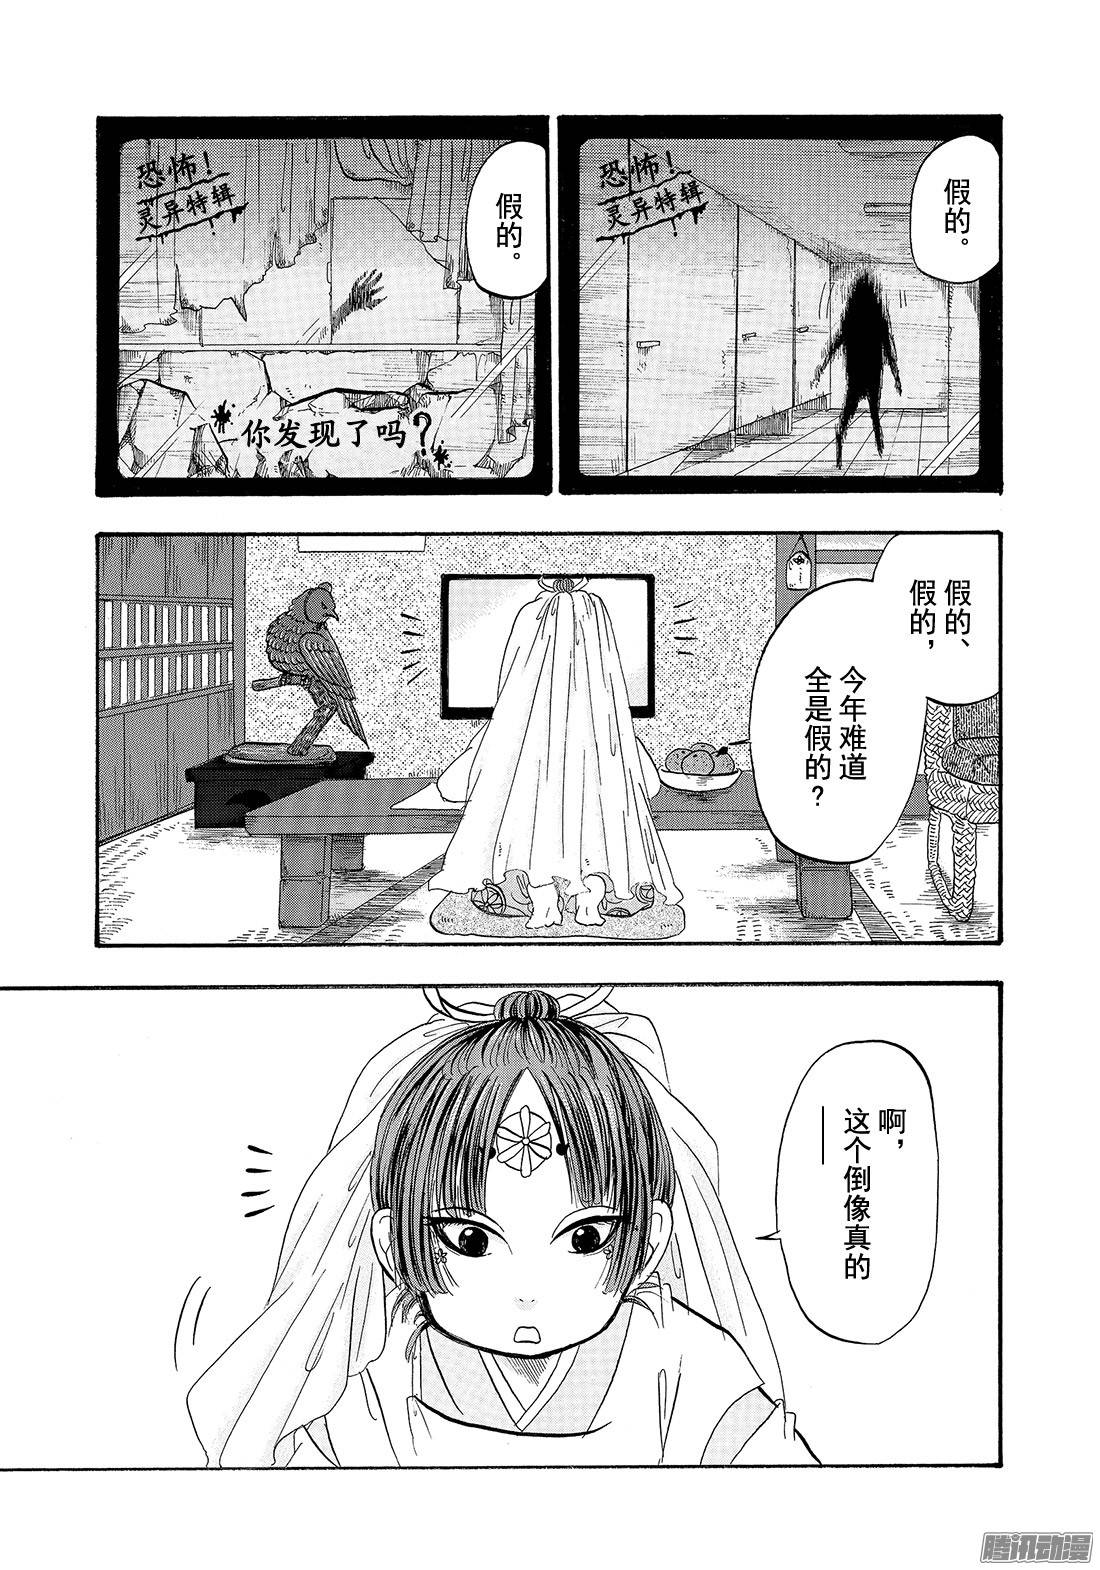 恐怖!
灵异特辑!
假的。
恐怖!
灵异特辑!
你发现了吗?
假的。
假的、
假的，
今年难道
全是假的?
啊，
这个倒像真的
——
腾讯动漫